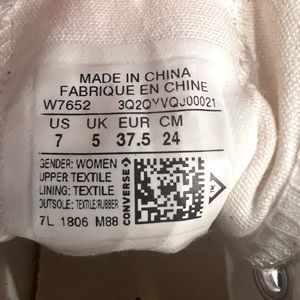 MADE IN CHINA
FABRIQUE EN CHINE
W7652 3Q2QYVQJ00021
US UK EUR CM
7 5 37.5 24
GENDER: WOMEN
UPPER TEXTILE
LINING: TEXTILE
OUTSOLE: TEXTILE/RUBBER
7L 1806 M88
CONVERSE
TM